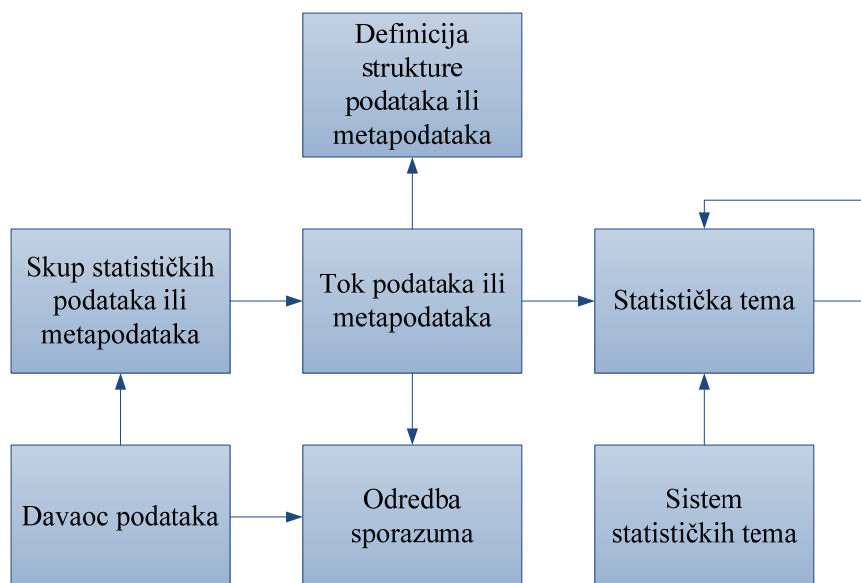 Definicija
strukture
podataka ili
metapodataka
Skup statističkih
podataka ili
metapodataka
Tok podataka ili
metapodataka
Statistička tema
Davaoc podataka
Odredba
sporazuma
Sistem
statističkih tema